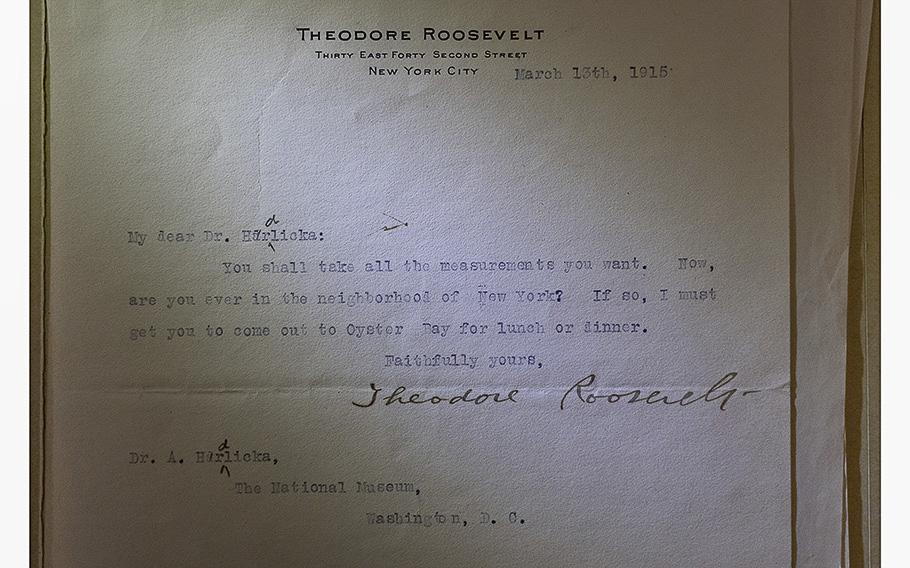 THEODORE ROOSEVELT
THIRTY EAST FORTY SECOND STREET
NEW YORK CITY
March 13th, 1915
My dear Dr. Hrdlicka:
You shall take all the measurements you want. Now,
are you ever in the neighborhood of New York? If so, I must
get you to come out to Oyster Bay for lunch or dinner.
Faithfully yours,
Theodore Roosevelt
Dr. A. Hrdlicka,
The National Museum,
Washington, D. C.